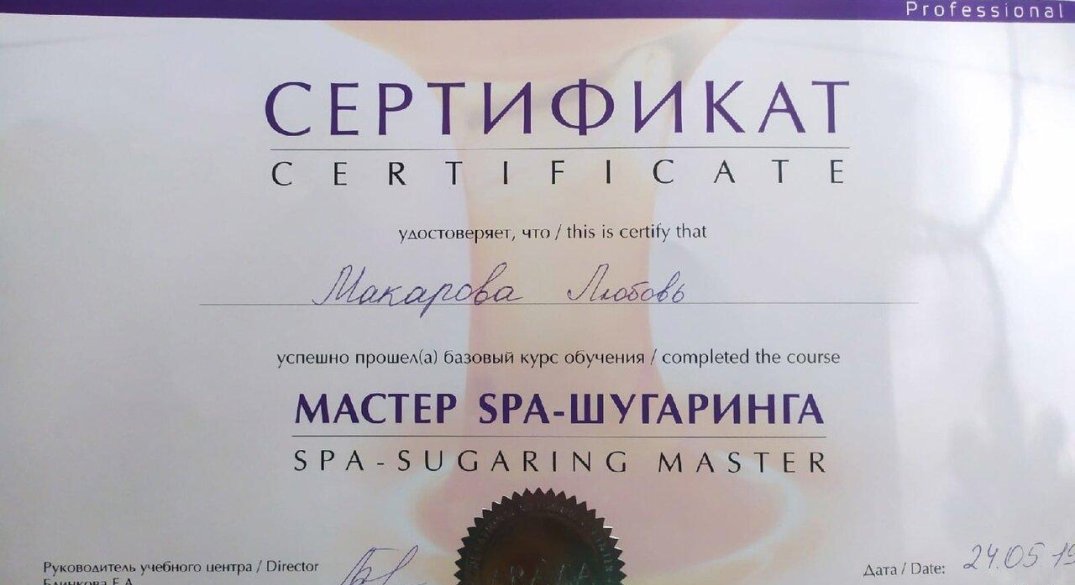 Professional
СЕРТИФИКАТ
CERTIFICATE
удостоверяет, что / this is certify that
Макарова Любовь
успешно прошел(а) базовый курс обучения / completed the course
МАСТЕР SPA-ШУГАРИНГА
SPA-SUGARING MASTER
Руководитель учебного центра / Director
Блинкова Е.А.
Дата / Date: 24.05.19